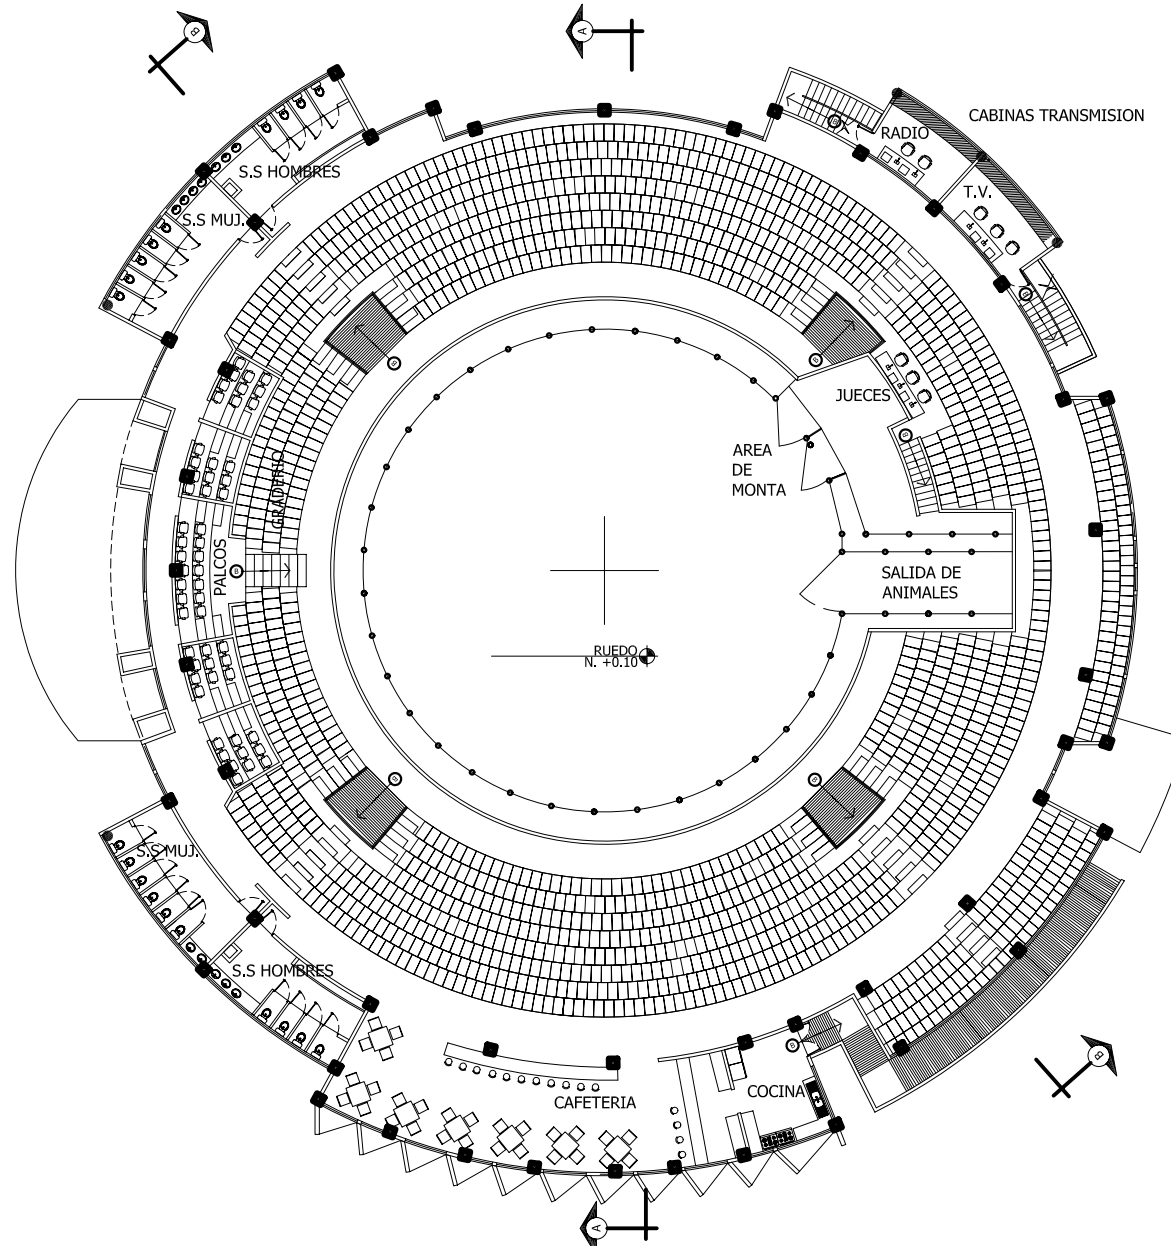 B
A
CABINAS TRANSMISION
RADIO
B
S.S HOMBRES
T.V.
S.S MUJ.
B
B
B
JUECES
B
AREA
DE
MONTA
GRADERIO
PALCOS
B
SALIDA DE
ANIMALES
RUEDO
N. +0.10
B
B
S.S MUJ.
S.S HOMBRES
B
B
COCINA
CAFETERIA
A